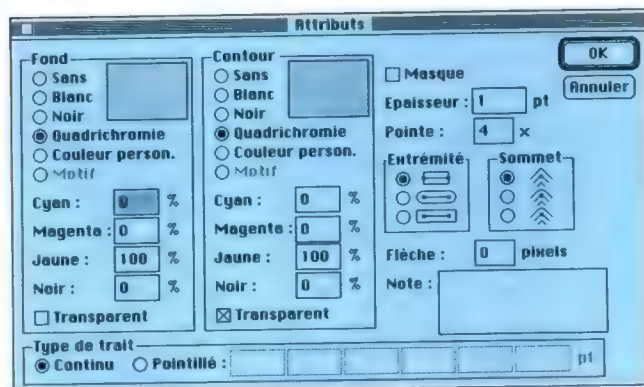 Attributs
Fond
Sans
Blanc
Noir
Quadrichromie
Couleur person.
Motif
Cyan : 0 %
Magenta : 0 %
Jaune : 100 %
Noir : 0 %
Transparent
Contour
Sans
Blanc
Noir
Quadrichromie
Couleur person.
Motif
Cyan : 0 %
Magenta : 0 %
Jaune : 100 %
Noir : 0 %
Transparent
Masque
Epaisseur : 1 pt
Pointe : 4 x
Extrémité
Sommet
Flèche : 0 pixels
Note :
OK
Annuler
Type de trait
Continu Pointillé : pt